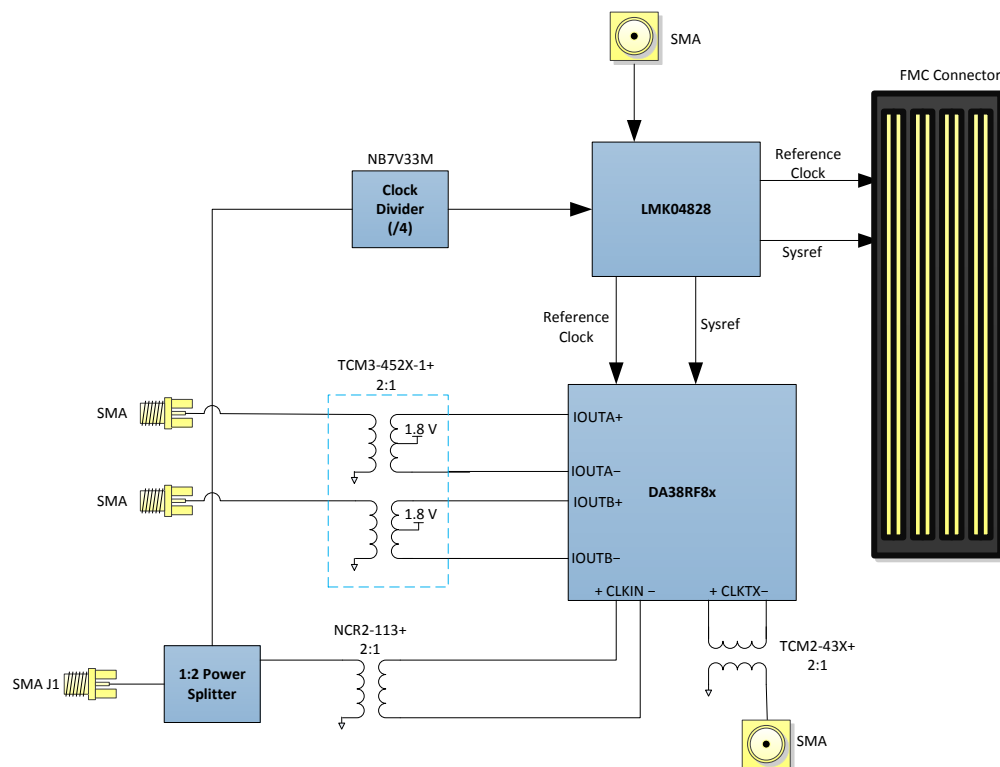 SMA
FMC Connector
NB7V33M
Clock
Divider
(/4)
LMK04828
Reference
Clock
Sysref
Reference
Clock
Sysref
TCM3-452X-1+
2:1
SMA
1.8 V
IOUTA+
IOUTA−
SMA
1.8 V
IOUTB+
IOUTB−
DA38RF8x
+ CLKIN −
+ CLKTX−
NCR2-113+
2:1
TCM2-43X+
2:1
SMA J1
1:2 Power
Splitter
SMA